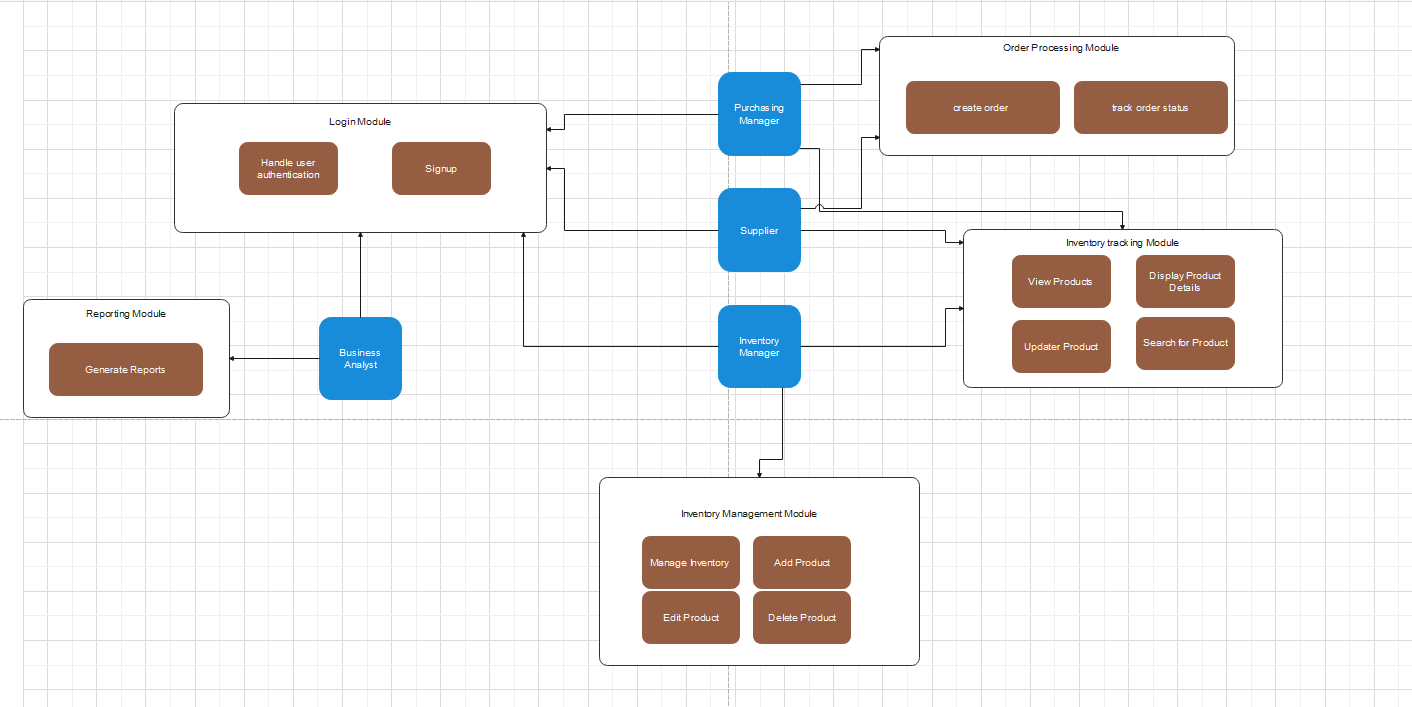 Order Processing Module
create order
track order status
Purchasing
Manager
Login Module
Handle user
authentication
Signup
Supplier
Inventory tracking Module
View Products
Display Product
Details
Updater Product
Search for Product
Reporting Module
Generate Reports
Business
Analyst
Inventory
Manager
Inventory Management Module
Manage Inventory
Add Product
Edit Product
Delete Product